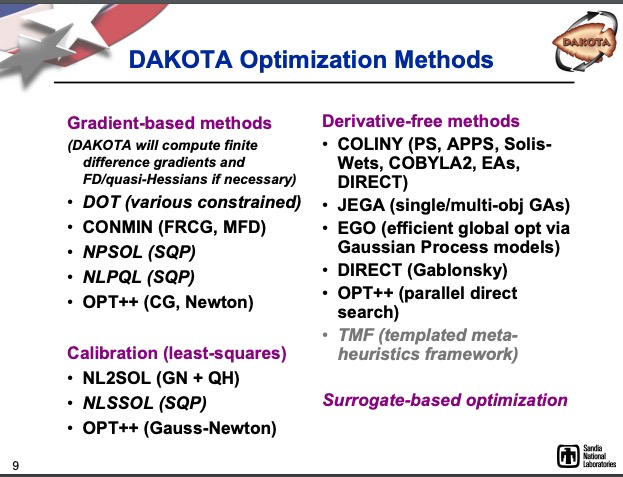 DAKOTA Optimization Methods
DAKOTA
Gradient-based methods
(DAKOTA will compute finite
difference gradients and
FD/quasi-Hessians if necessary)
• DOT (various constrained)
• CONMIN (FRCG, MFD)
• NPSOL (SQP)
• NLPQL (SQP)
• OPT++ (CG, Newton)
Calibration (least-squares)
• NL2SOL (GN + QH)
• NLSSOL (SQP)
• OPT++ (Gauss-Newton)
Derivative-free methods
• COLINY (PS, APPS, Solis-
Wets, COBYLA2, EAs,
DIRECT)
• JEGA (single/multi-obj GAs)
• EGO (efficient global opt via
Gaussian Process models)
• DIRECT (Gablonsky)
• OPT++ (parallel direct
search)
• TMF (templated meta-
heuristics framework)
Surrogate-based optimization
9
Sandia
National
Laboratories